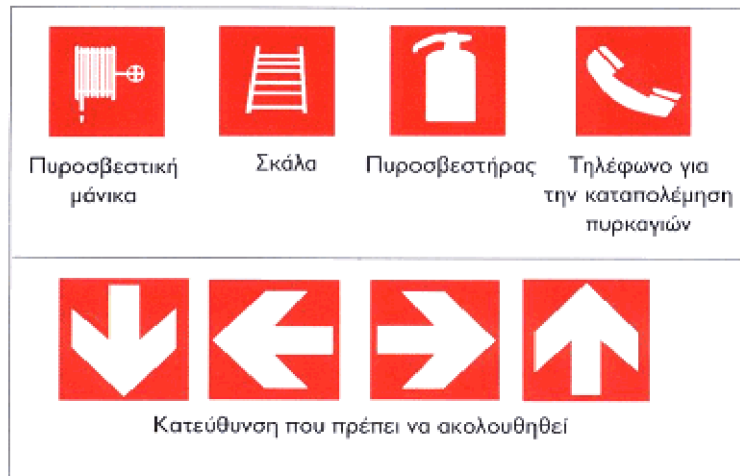 Πυροσβεστική
μάνικα
Σκάλα
Πυροσβεστήρας
Τηλέφωνο για
την καταπολέμηση
πυρκαγιών
Κατεύθυνση που πρέπει να ακολουθηθεί